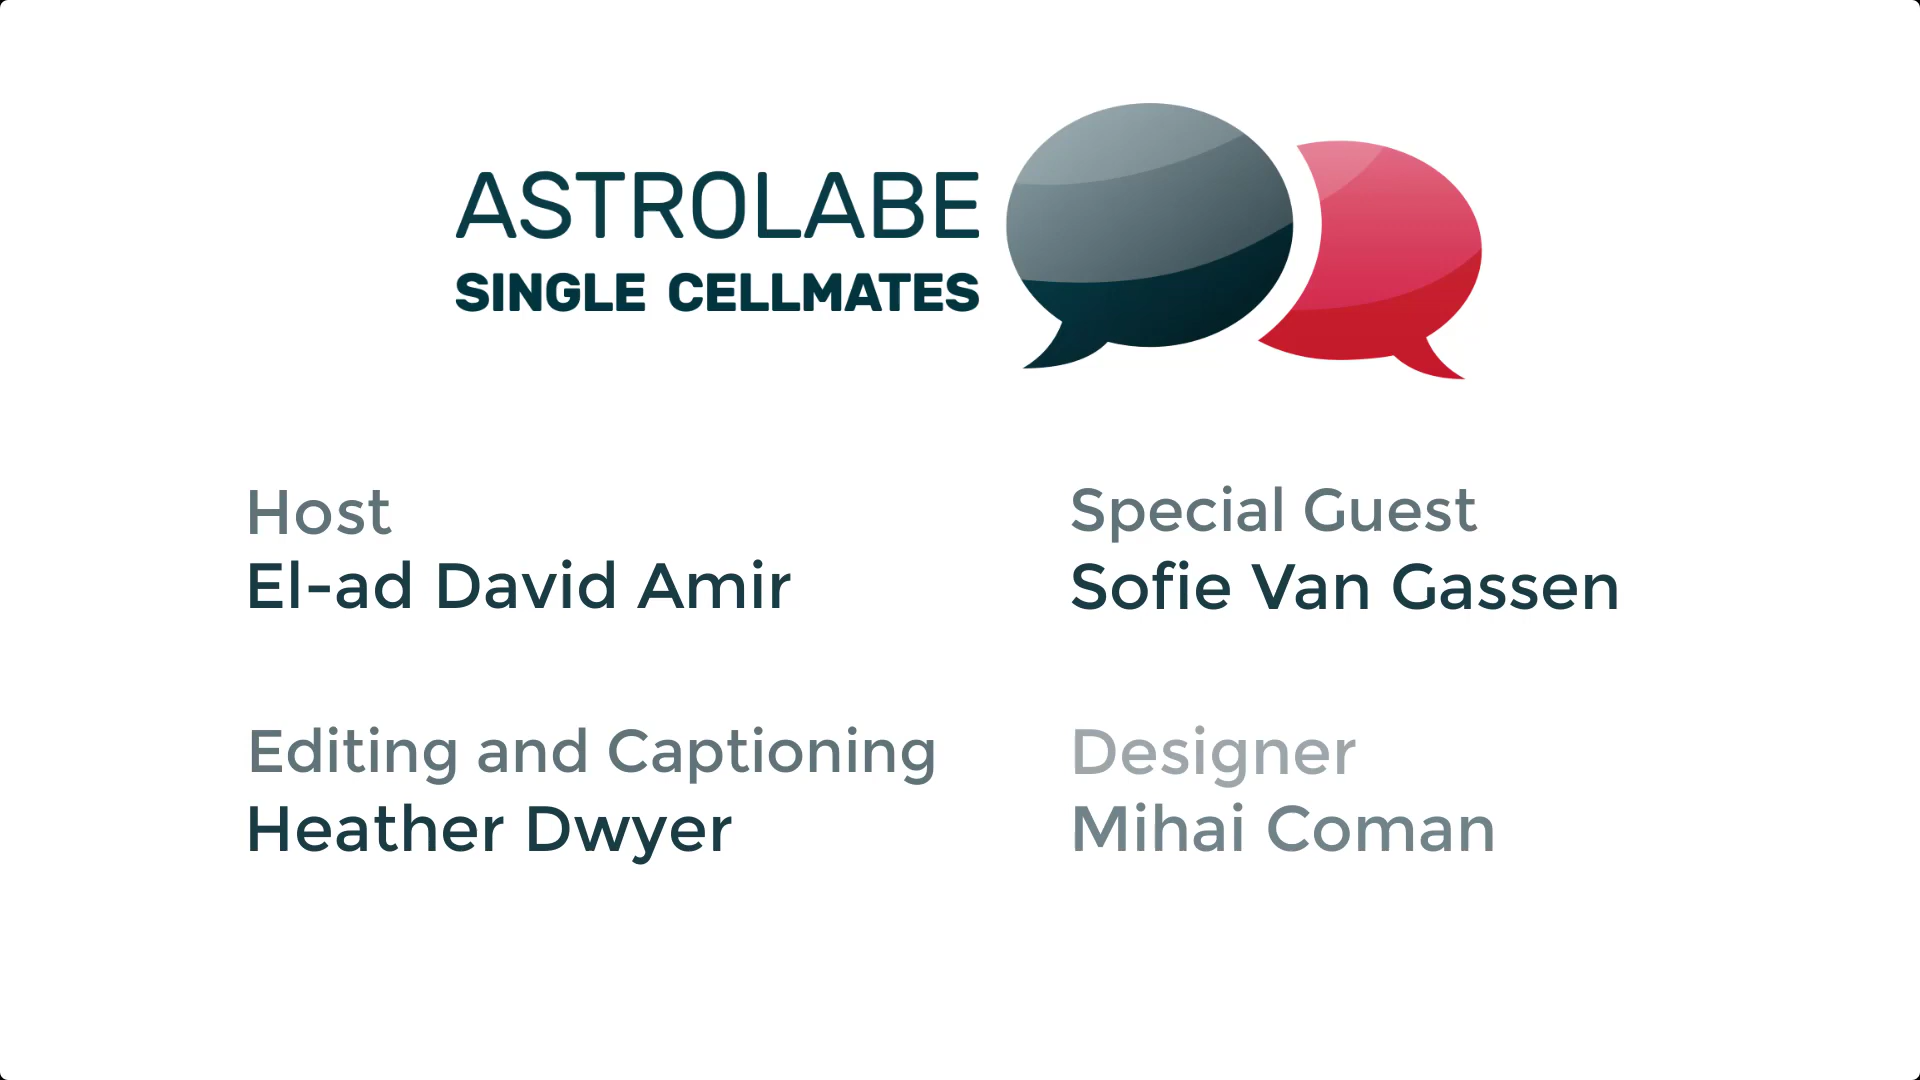 ASTROLABE
SINGLE CELLMATES
Host
El-ad David Amir
Special Guest
Sofie Van Gassen
Editing and Captioning
Heather Dwyer
Designer
Mihai Coman